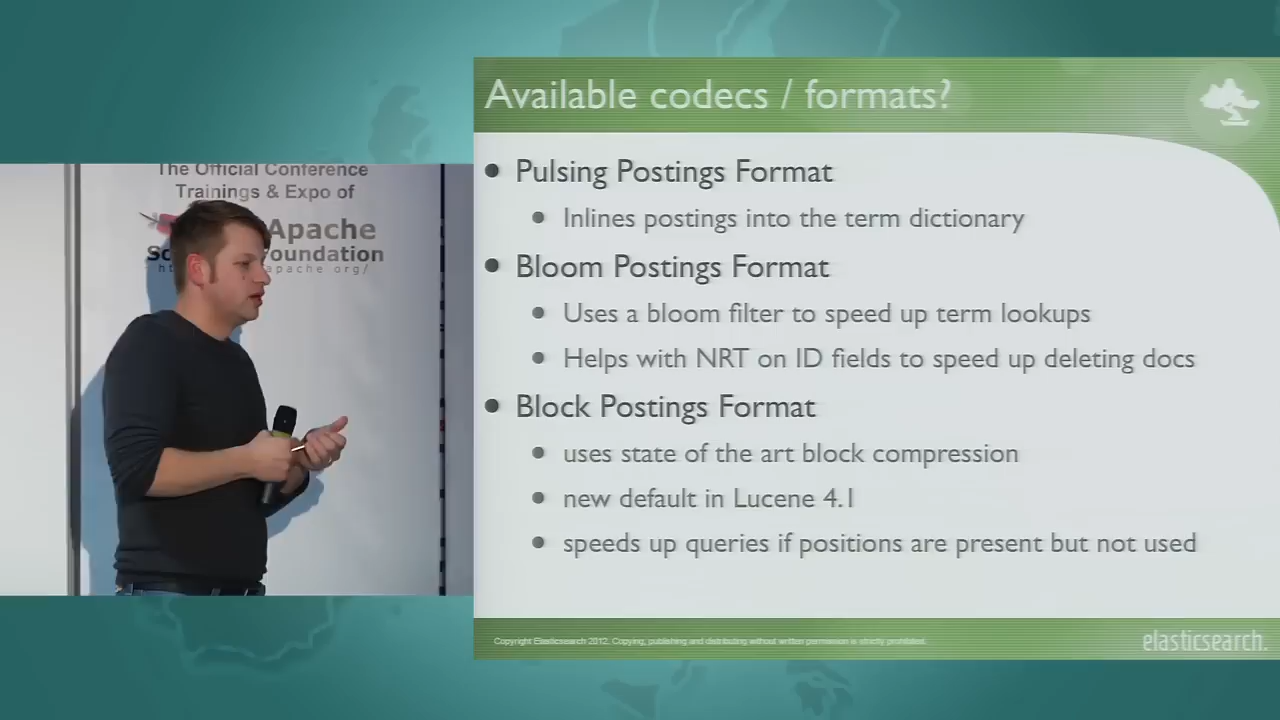 The Official Conference
Trainings & Expo of
Apache
oundation
apache org/
Available codecs / formats?
• Pulsing Postings Format
• Inlines postings into the term dictionary
• Bloom Postings Format
• Uses a bloom filter to speed up term lookups
• Helps with NRT on ID fields to speed up deleting docs
• Block Postings Format
• uses state of the art block compression
• new default in Lucene 4.1
• speeds up queries if positions are present but not used
Copyright Elasticsearch 2012. Copying, publishing and distributing without written permission is strictly prohibited.
elasticsearch.